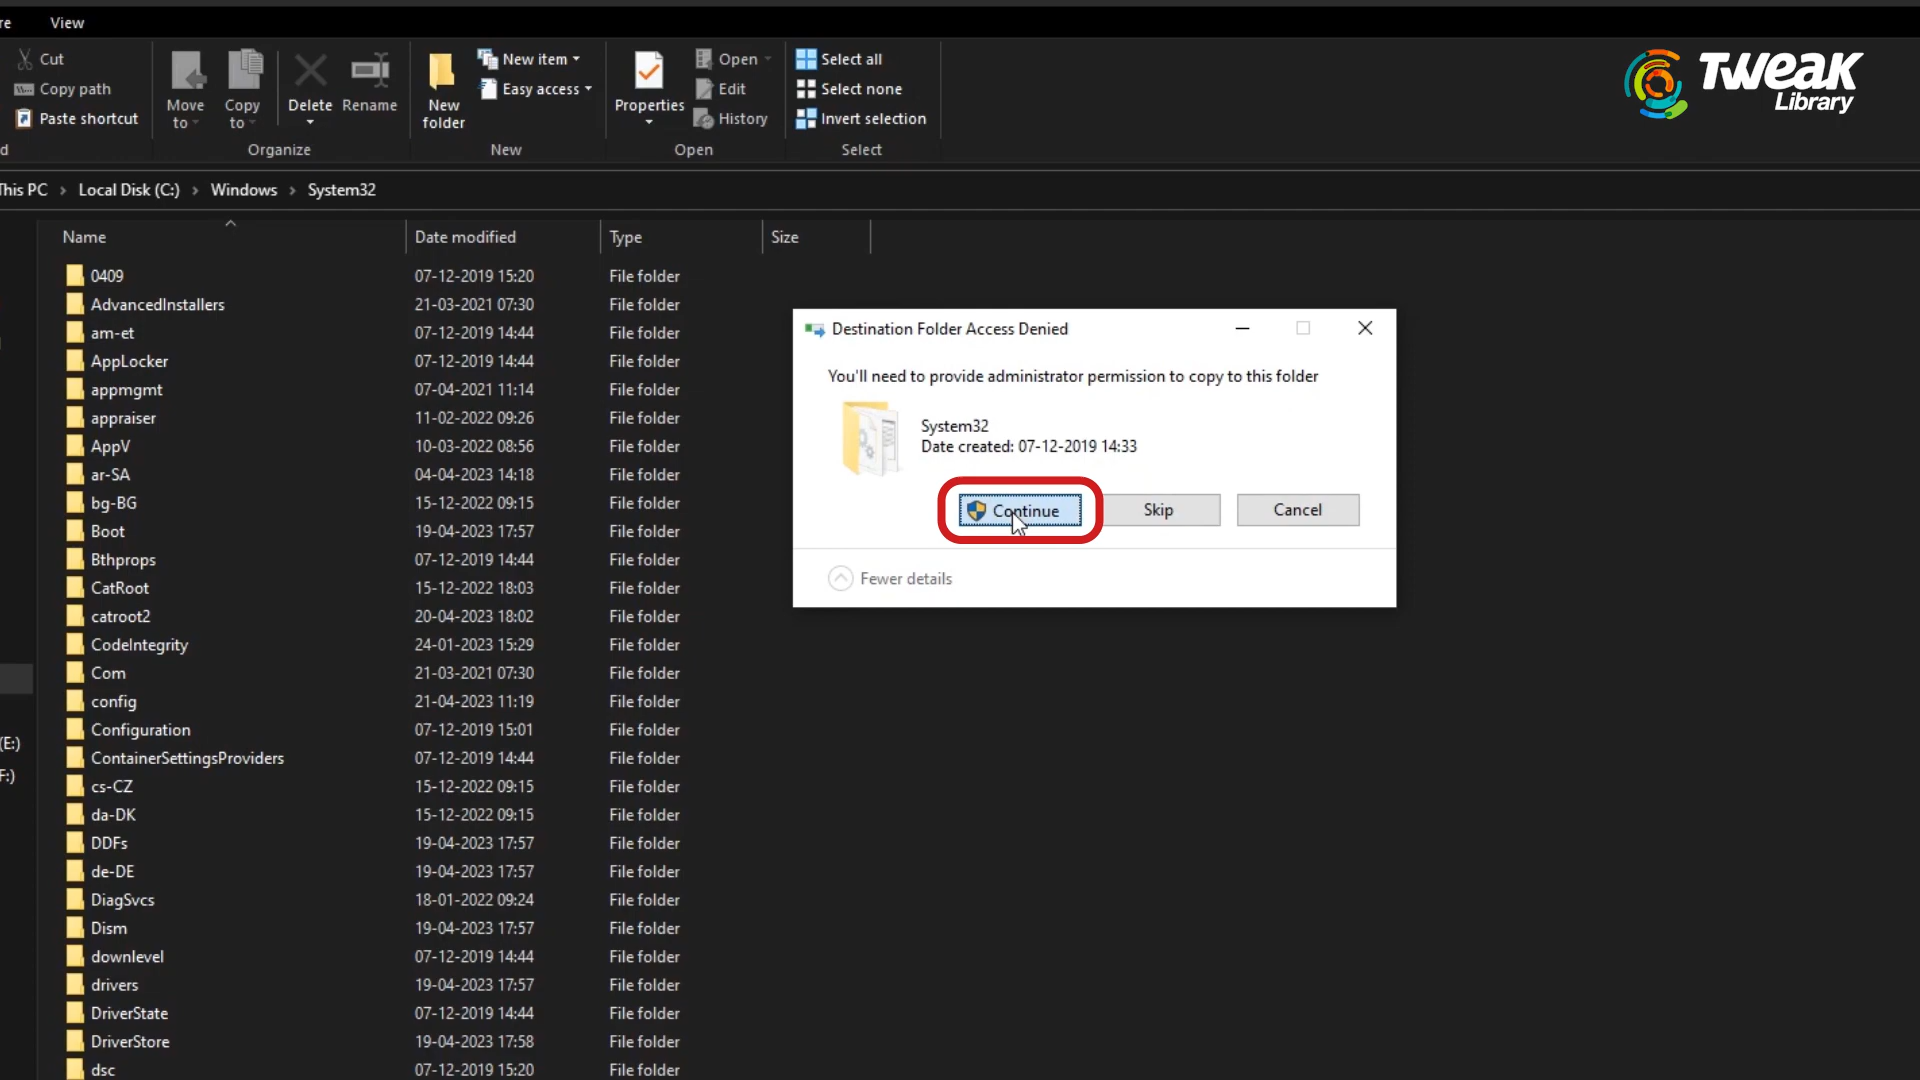 re View
Cut
Copy path
Paste shortcut
Move to
Copy to
Delete
Rename
Organize
New folder
New item
Easy access
New
Properties
Open
Edit
History
Open
Select all
Select none
Invert selection
Select
d
TWEAK
Library
This PC > Local Disk (C:) > Windows > System32
Name Date modified Type Size
0409 07-12-2019 15:20 File folder
AdvancedInstallers 21-03-2021 07:30 File folder
am-et 07-12-2019 14:44 File folder
AppLocker 07-12-2019 14:44 File folder
appmgmt 07-04-2021 11:14 File folder
appraiser 11-02-2022 09:26 File folder
AppV 10-03-2022 08:56 File folder
ar-SA 04-04-2023 14:18 File folder
bg-BG 15-12-2022 09:15 File folder
Boot 19-04-2023 17:57 File folder
Bthprops 07-12-2019 14:44 File folder
CatRoot 15-12-2022 18:03 File folder
catroot2 20-04-2023 18:02 File folder
CodeIntegrity 24-01-2023 15:29 File folder
Com 21-03-2021 07:30 File folder
config 21-04-2023 11:19 File folder
Configuration 07-12-2019 15:01 File folder
ContainerSettingsProviders 07-12-2019 14:44 File folder
cs-CZ 15-12-2022 09:15 File folder
da-DK 15-12-2022 09:15 File folder
DDFs 19-04-2023 17:57 File folder
de-DE 19-04-2023 17:57 File folder
DiagSvcs 18-01-2022 09:24 File folder
Dism 19-04-2023 17:57 File folder
downlevel 07-12-2019 14:44 File folder
drivers 19-04-2023 17:57 File folder
DriverState 07-12-2019 14:44 File folder
DriverStore 19-04-2023 17:58 File folder
dsc 07-12-2019 15:20 File folder
(E:)
F:)
Destination Folder Access Denied
You'll need to provide administrator permission to copy to this folder
System32
Date created: 07-12-2019 14:33
Continue Skip Cancel
Fewer details